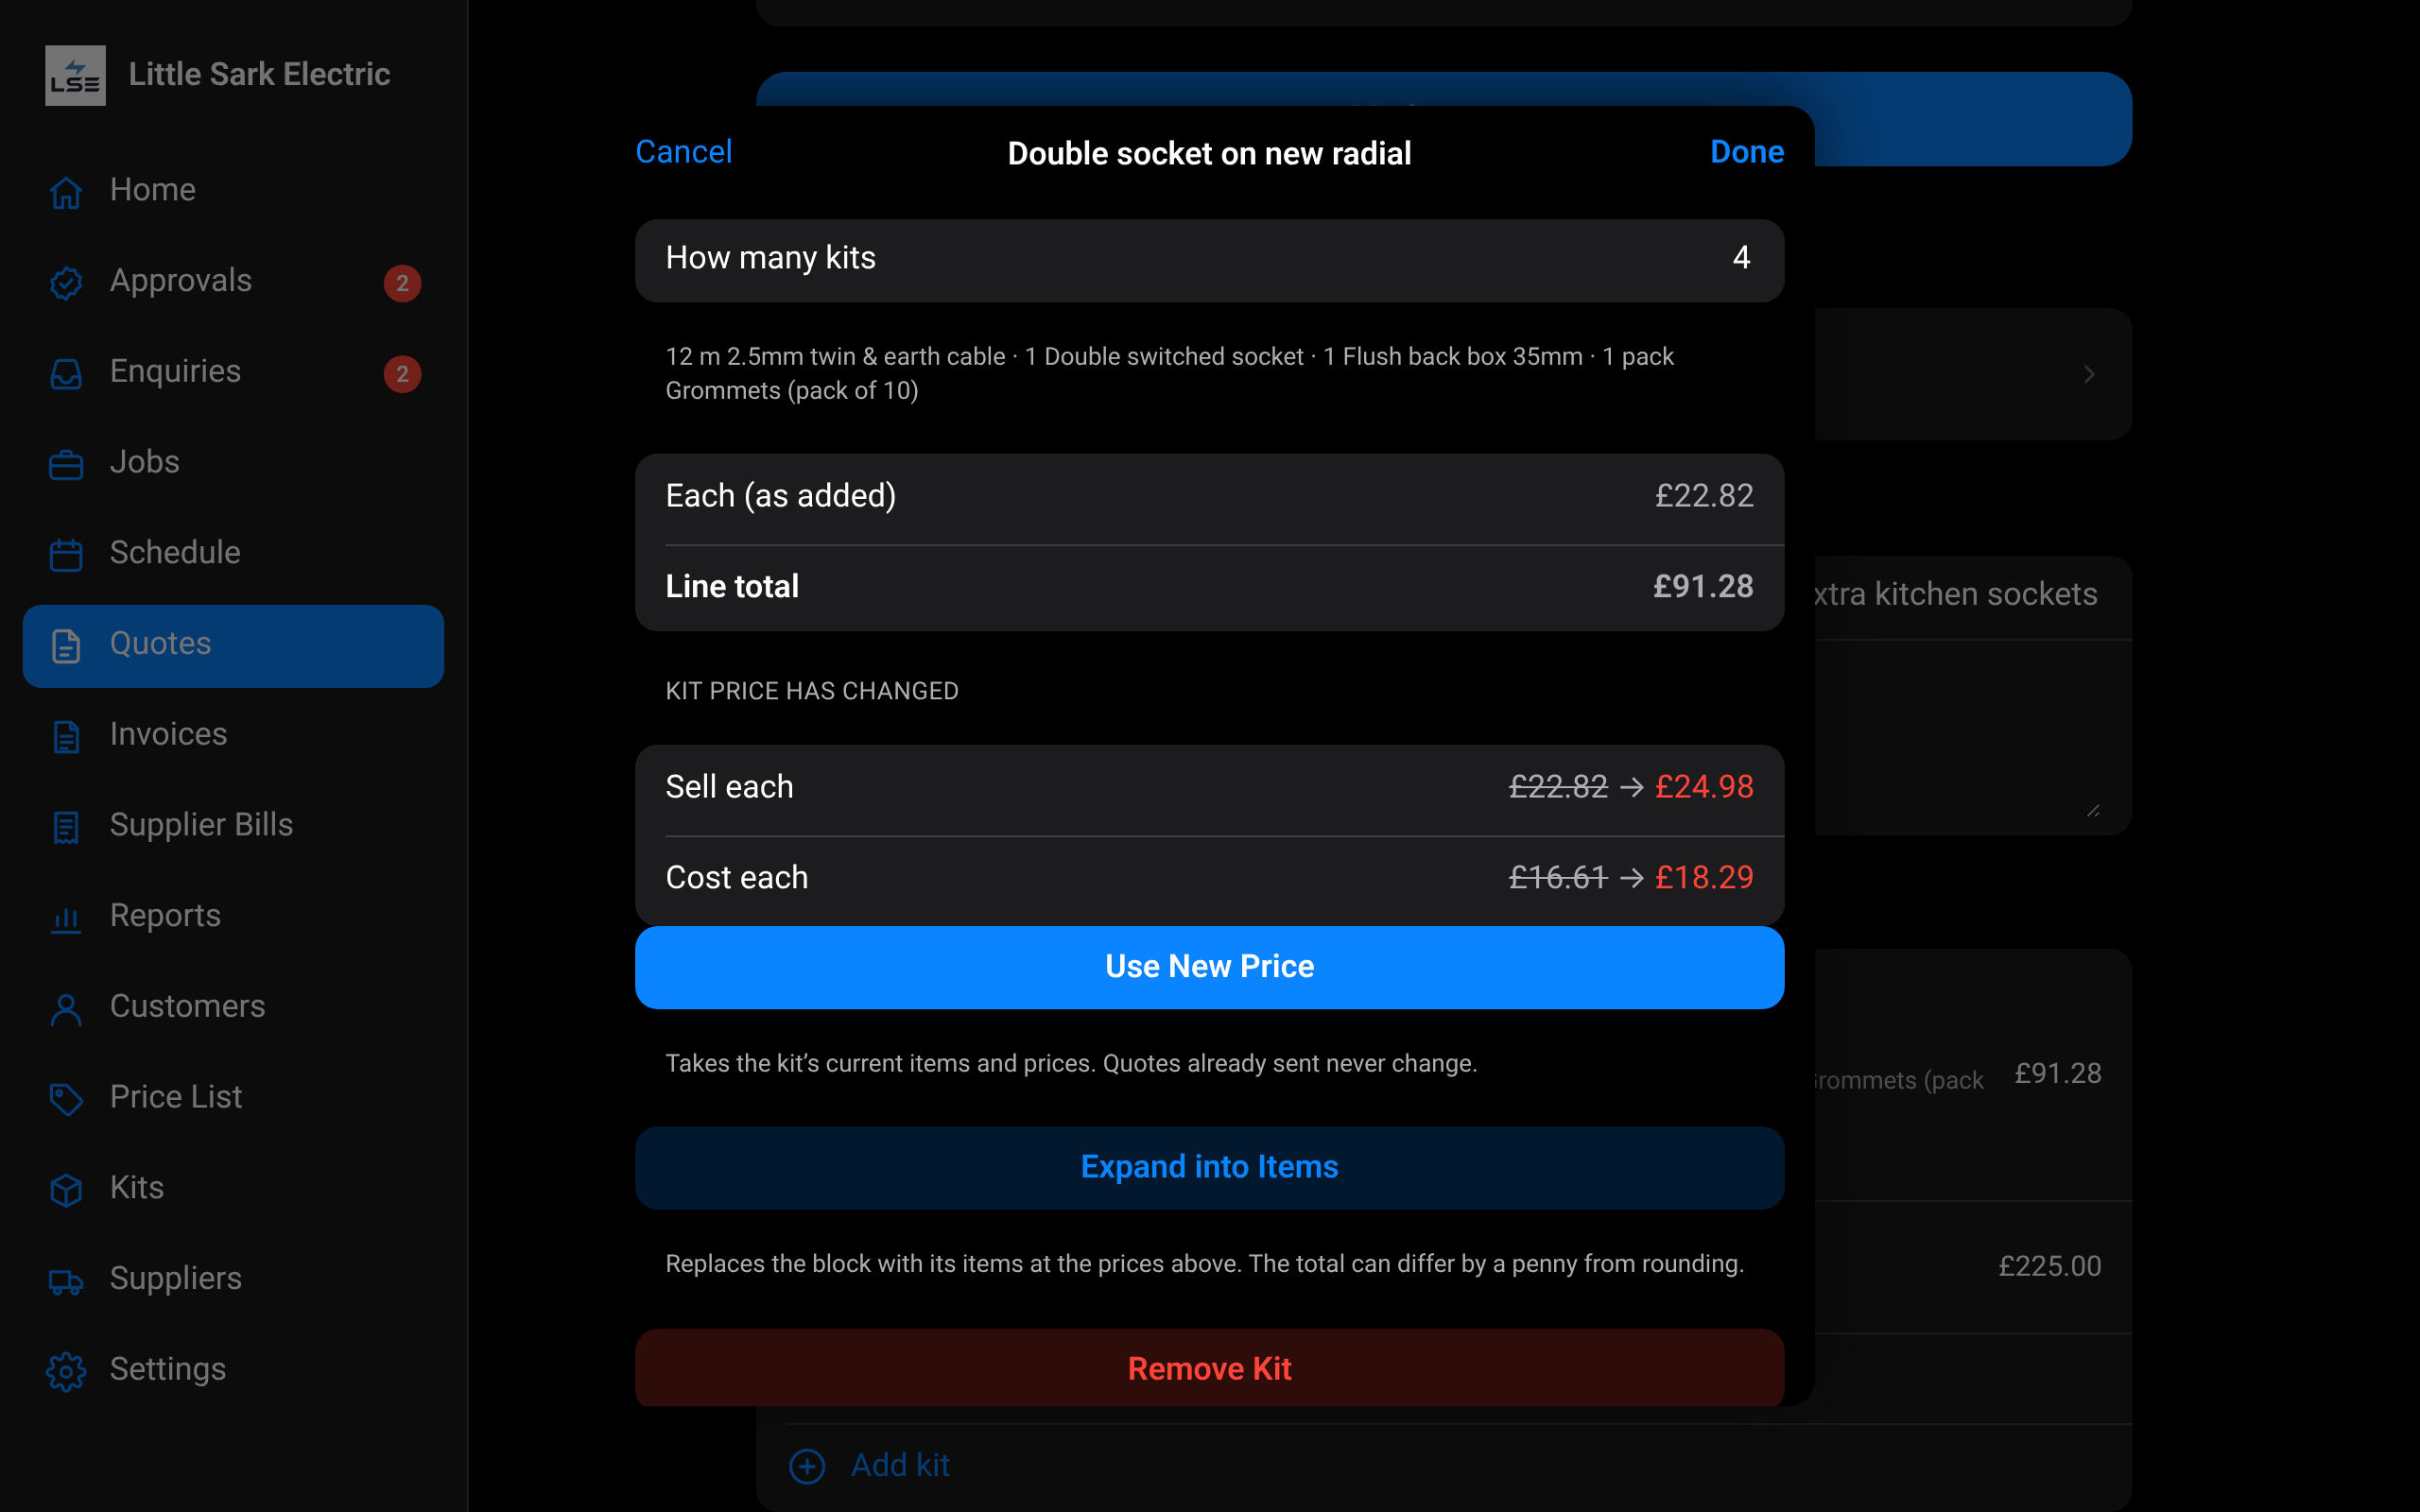 LSE
Little Sark Electric
Home
Approvals
2
Enquiries
2
Jobs
Schedule
Quotes
Invoices
Supplier Bills
Reports
Customers
Price List
Kits
Suppliers
Settings
Cancel
Double socket on new radial
Done
How many kits
4
12 m 2.5mm twin & earth cable · 1 Double switched socket · 1 Flush back box 35mm · 1 pack
Grommets (pack of 10)
Each (as added)
£22.82
Line total
£91.28
KIT PRICE HAS CHANGED
Sell each
£22.82 → £24.98
Cost each
£16.61 → £18.29
Use New Price
Takes the kit’s current items and prices. Quotes already sent never change.
Expand into Items
Replaces the block with its items at the prices above. The total can differ by a penny from rounding.
Remove Kit
kitchen sockets
(pack
£91.28
£225.00
Add kit